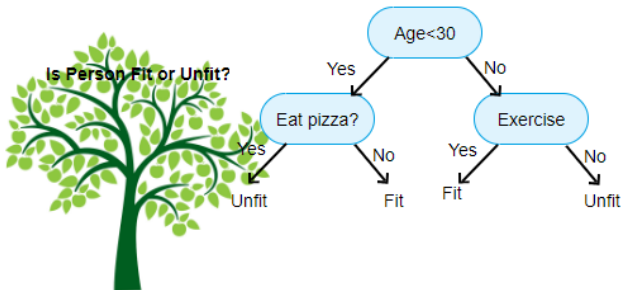 Age<30
Is Person Fit or Unfit?
Yes
No
Eat pizza?
Exercise
Yes
No
Yes
No
Unfit
Fit
Fit
Unfit